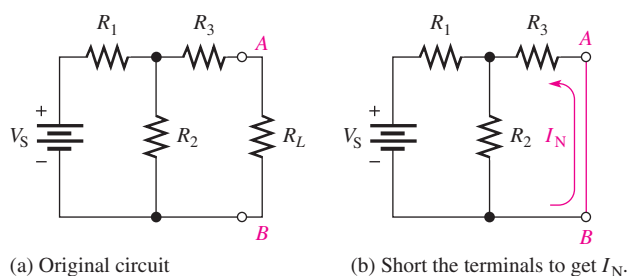 R1 R3 A
R1 R3 A
+
VS
−
R2 RL
+
VS
−
R2 IN
B
B
(a) Original circuit
(b) Short the terminals to get IN.